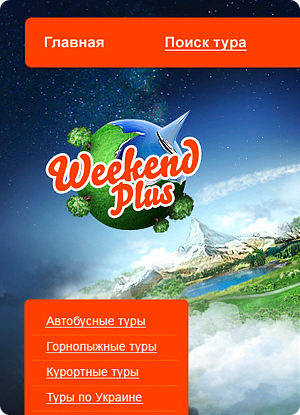 Главная Поиск тура
Weekend
Plus
Автобусные туры
Горнолыжные туры
Курортные туры
Туры по Украине